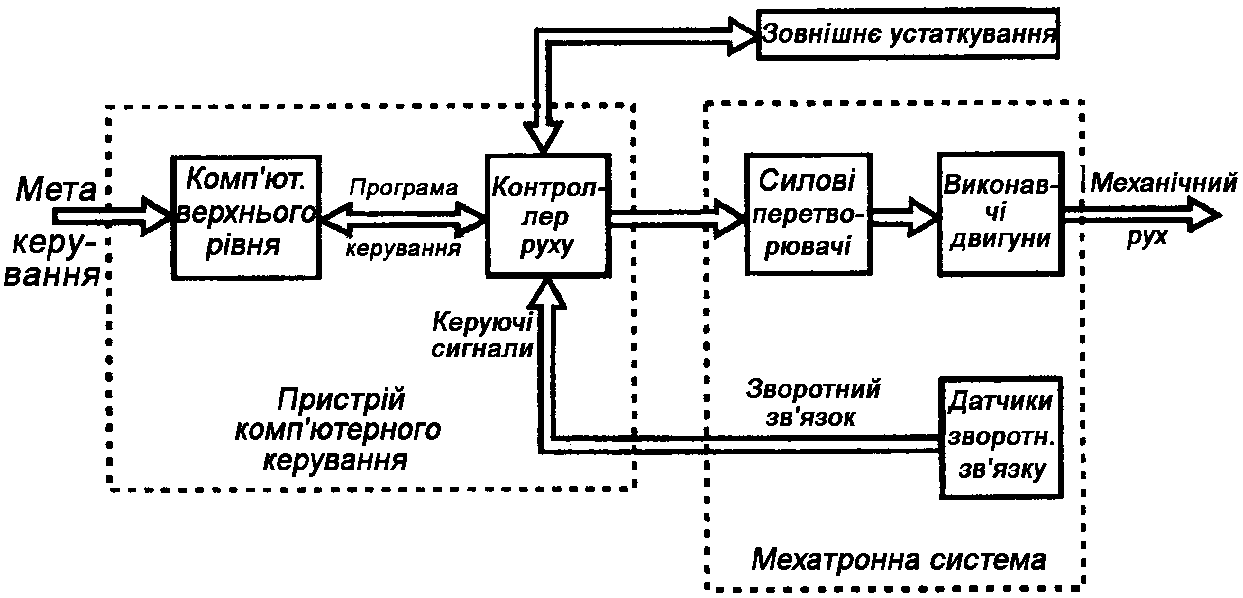 Зовнішнє устаткування
Мета
керу-
вання
Комп'ют.
верхнього
рівня
Програма
керування
Контрол-
лер
руху
Силові
перетво-
рювачі
Виконав-
чі
двигуни
Механічний
рух
Керуючі
сигнали
Пристрій
комп'ютерного
керування
Зворотний
зв'язок
Датчики
зворотн.
зв'язку
Мехатронна система